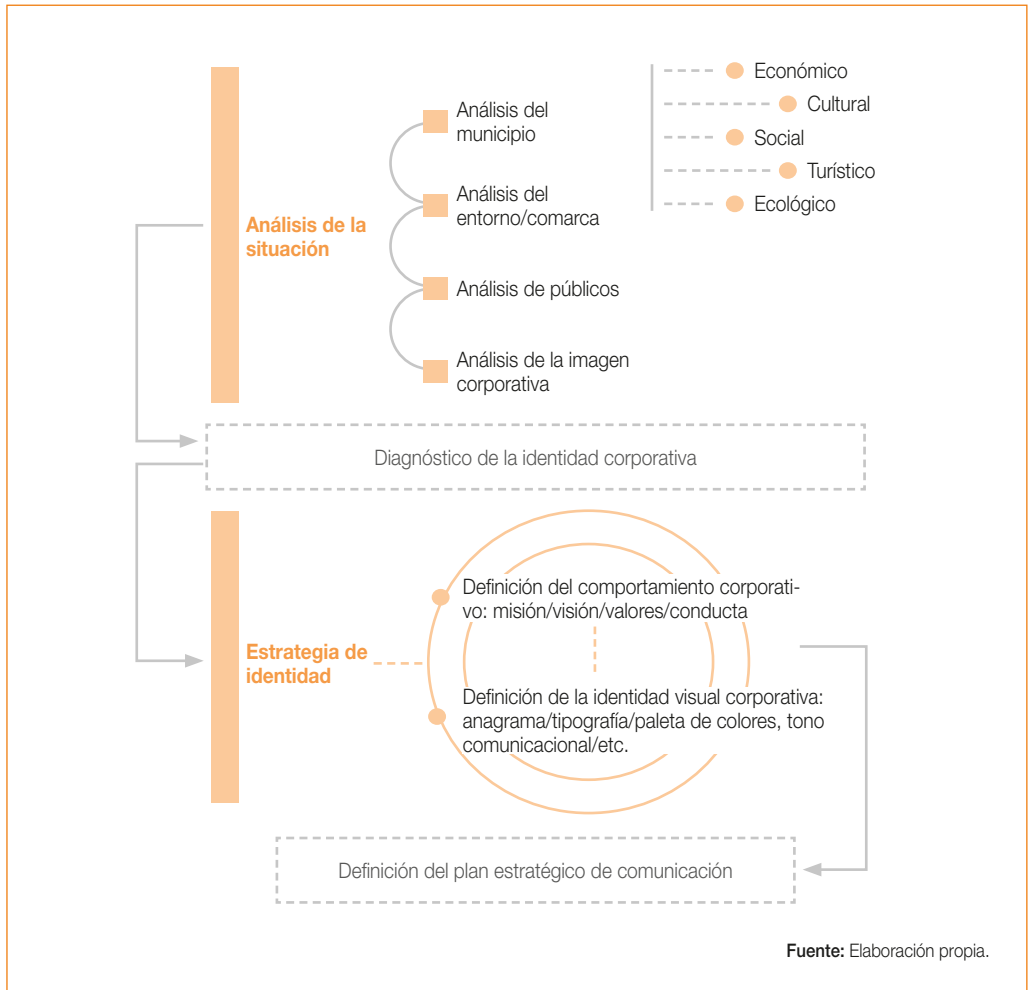 Análisis de la
situación
Análisis del
municipio
Análisis del
entorno/comarca
Análisis de públicos
Análisis de la imagen
corporativa
Económico
Cultural
Social
Turístico
Ecológico
Diagnóstico de la identidad corporativa
Estrategia de
identidad
Definición del comportamiento corporati-
vo: misión/visión/valores/conducta
Definición de la identidad visual corporativa:
anagrama/tipografía/paleta de colores, tono
comunicacional/etc.
Definición del plan estratégico de comunicación
Fuente: Elaboración propia.